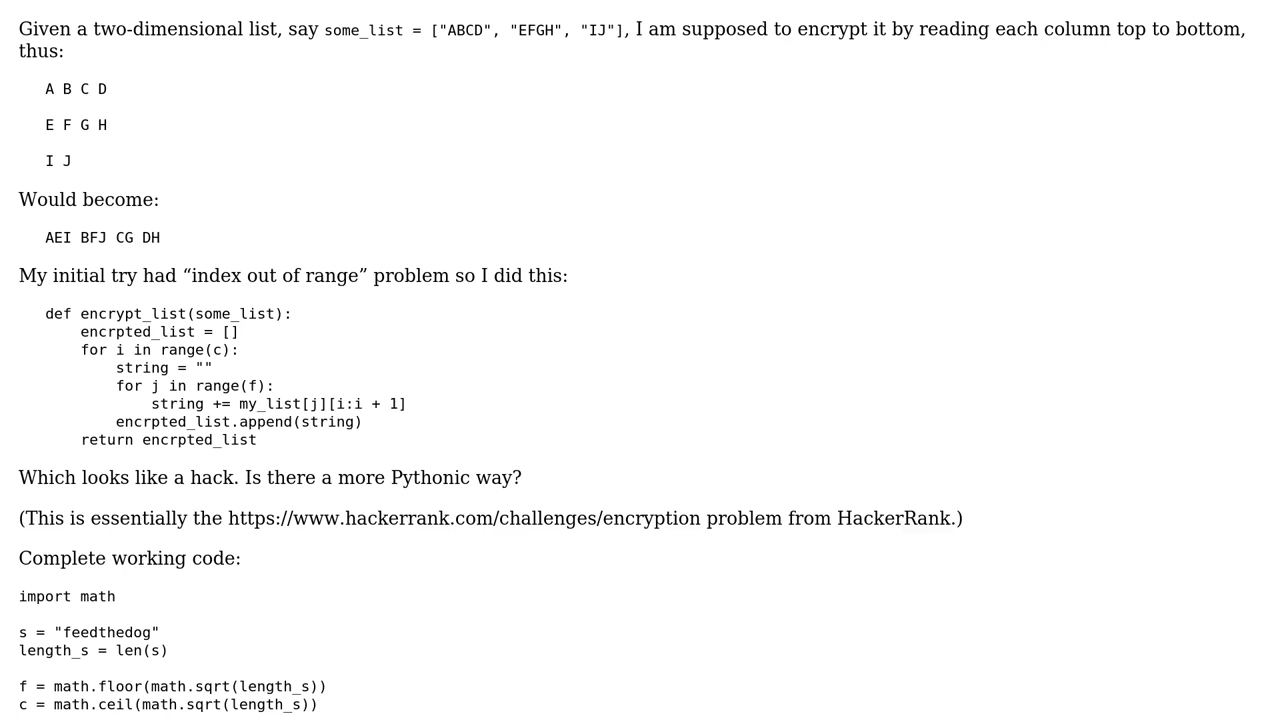 Given a two-dimensional list, say some_list = ["ABCD", "EFGH", "IJ"], I am supposed to encrypt it by reading each column top to bottom,
thus:
A B C D
E F G H
I J
Would become:
AEI BFJ CG DH
My initial try had “index out of range” problem so I did this:
def encrypt_list(some_list):
    encrpted_list = []
    for i in range(c):
        string = ""
        for j in range(f):
            string += my_list[j][i:i + 1]
        encrpted_list.append(string)
    return encrpted_list
Which looks like a hack. Is there a more Pythonic way?
(This is essentially the https://www.hackerrank.com/challenges/encryption problem from HackerRank.)
Complete working code:
import math
s = "feedthedog"
length_s = len(s)
f = math.floor(math.sqrt(length_s))
c = math.ceil(math.sqrt(length_s))